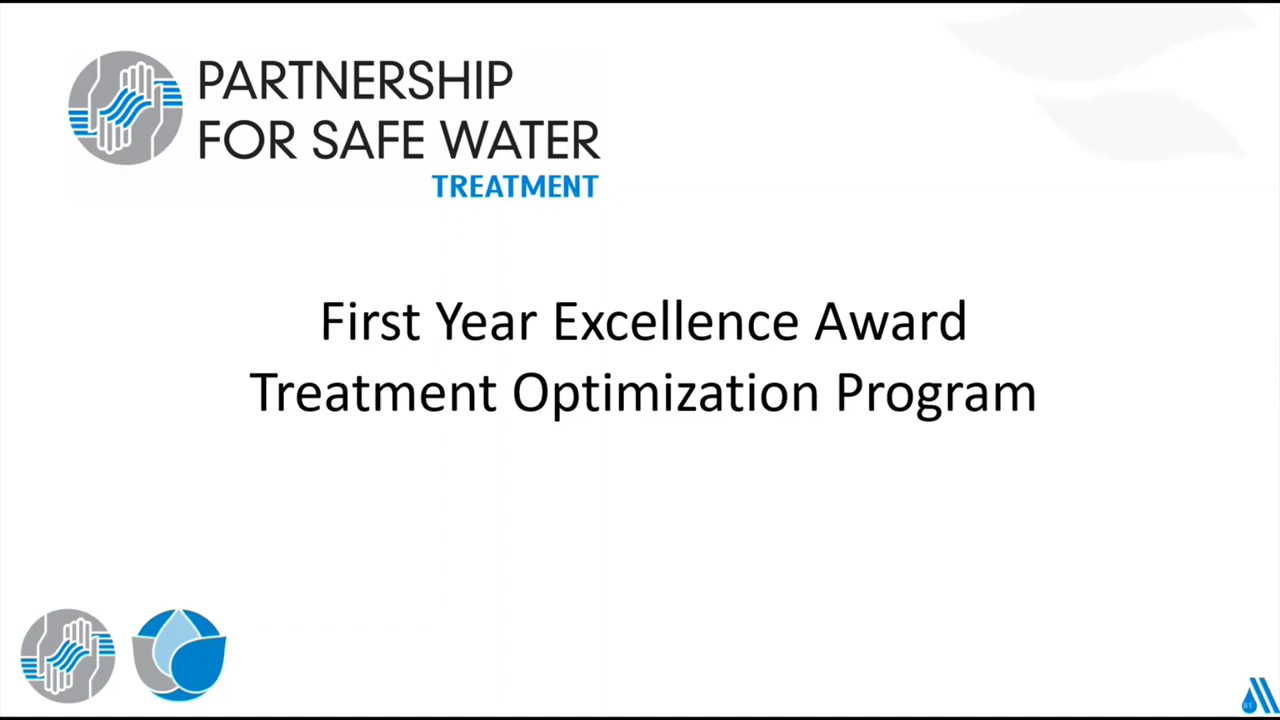 PARTNERSHIP
FOR SAFE WATER
TREATMENT
First Year Excellence Award
Treatment Optimization Program